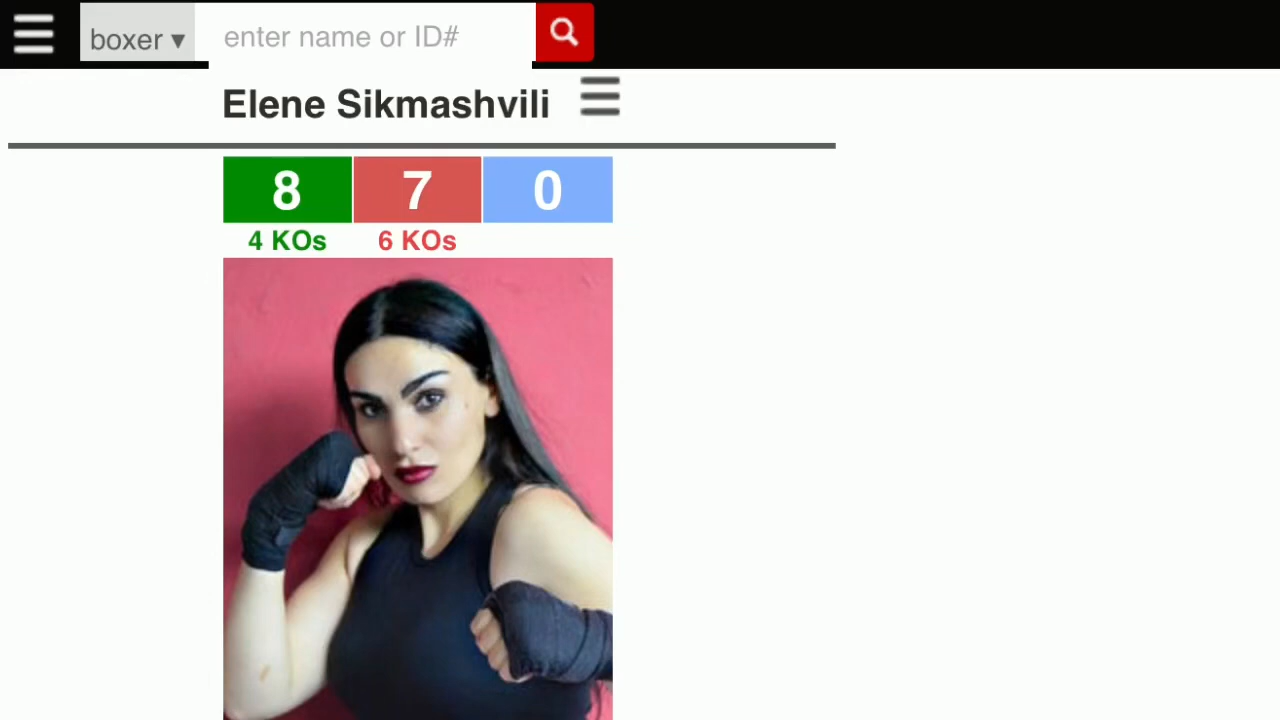 boxer ▾ enter name or ID#
Elene Sikmashvili
8 7 0
4 KOs 6 KOs